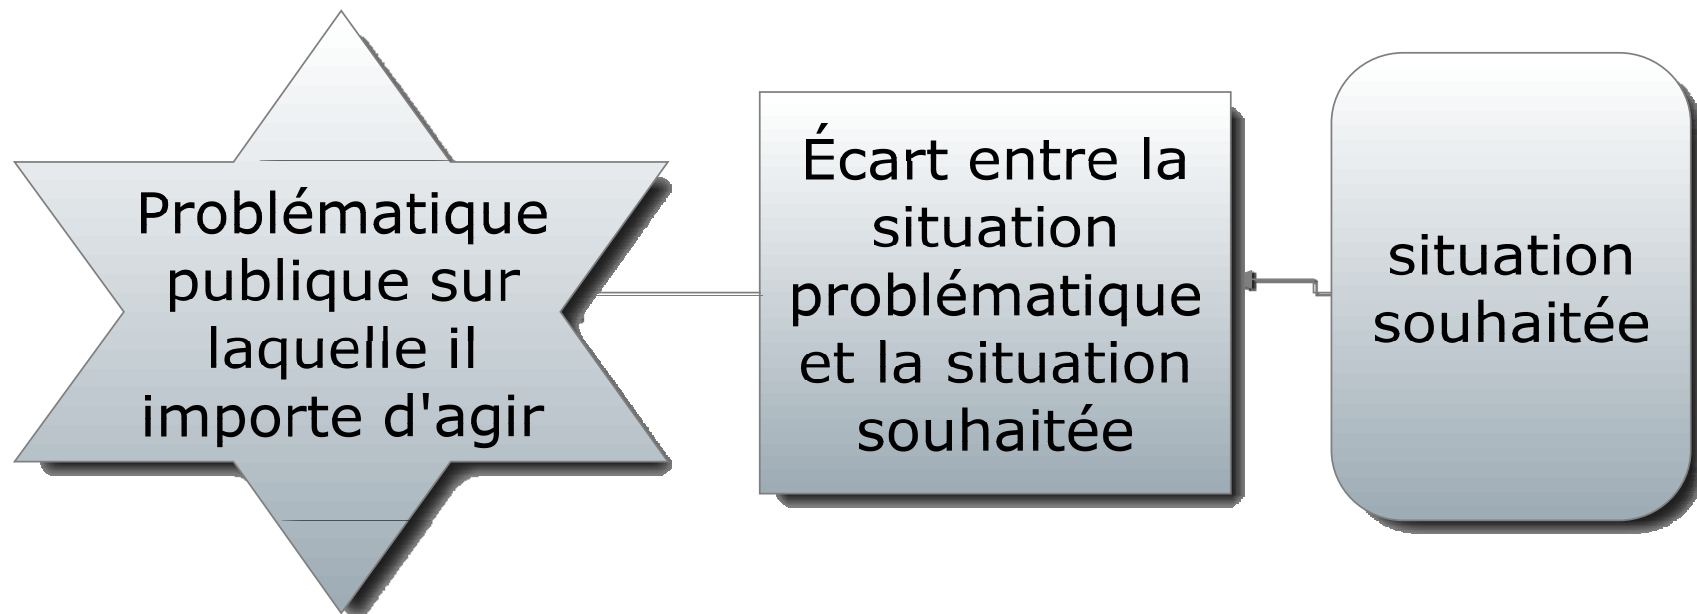 Problématique
publique sur
laquelle il
importe d'agir
Écart entre la
situation
problématique
et la situation
souhaitée
situation
souhaitée